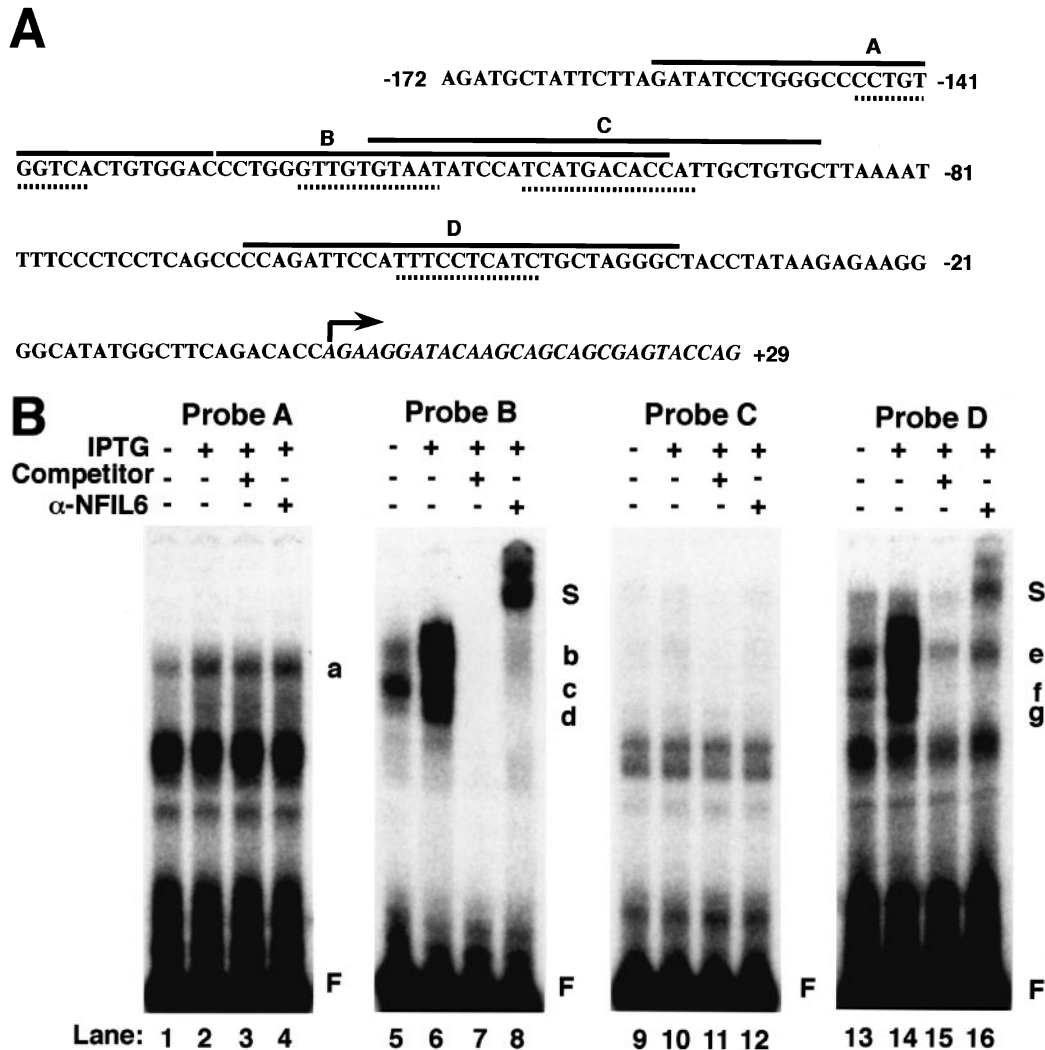 A
A
-172 AGATGCTATTCTTAGATATCCTGGGCCCCTGT -141
B C
GGTCACTGTGGACCCTGGGTTGTGTAATATCCATCATGACACCATTGCTGTGCTTAAAAT -81
D
TTTCCCTCCTCAGCCCCAGATTCCATTTCCTCATCTGCTAGGGCTACCTATAAGAGAAGG -21
GGCATATGGCTTCAGACACCAGAAGGATACAAGCAGCAGCGAGTACCAG +29
B
Probe A Probe B Probe C Probe D
IPTG - + + + - + + + - + + + - + + +
Competitor - - + - - - + - - - + - - - + -
α-NFIL6 - - - + - - - + - - - + - - - +
S S
a b e
c f
d g
F F F F
Lane: 1 2 3 4 5 6 7 8 9 10 11 12 13 14 15 16